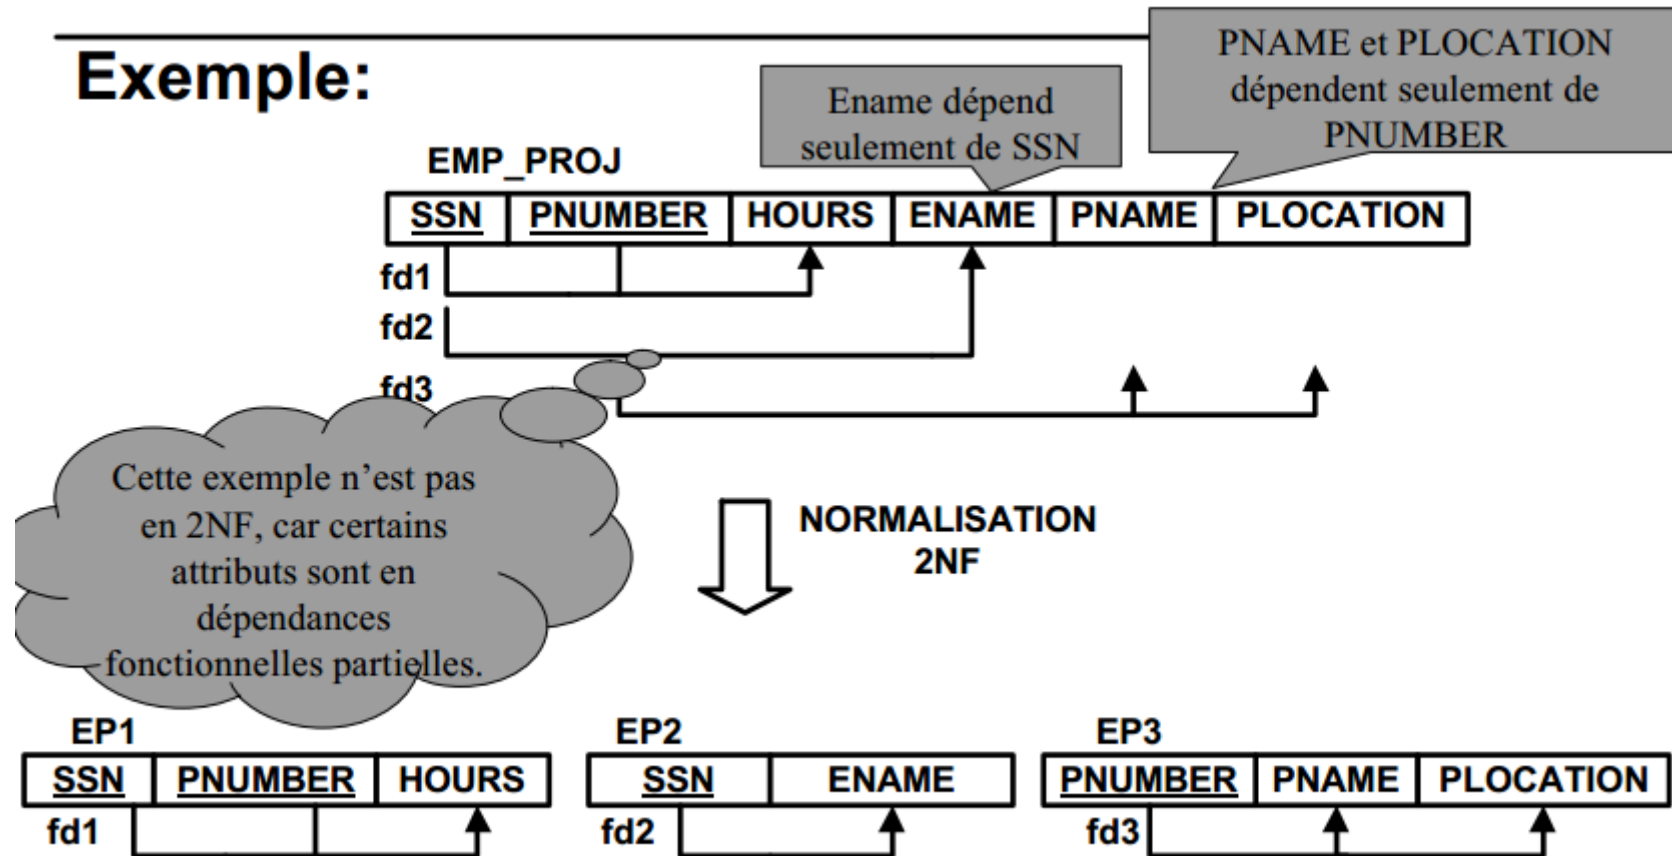 Exemple:
Ename dépend
seulement de SSN
PNAME et PLOCATION
dépendent seulement de
PNUMBER
EMP_PROJ
SSN PNUMBER HOURS ENAME PNAME PLOCATION
fd1
fd2
fd3
Cette exemple n’est pas
en 2NF, car certains
attributs sont en
dépendances
fonctionnelles partielles.
NORMALISATION
2NF
EP1
SSN PNUMBER HOURS
fd1
EP2
SSN ENAME
fd2
EP3
PNUMBER PNAME PLOCATION
fd3